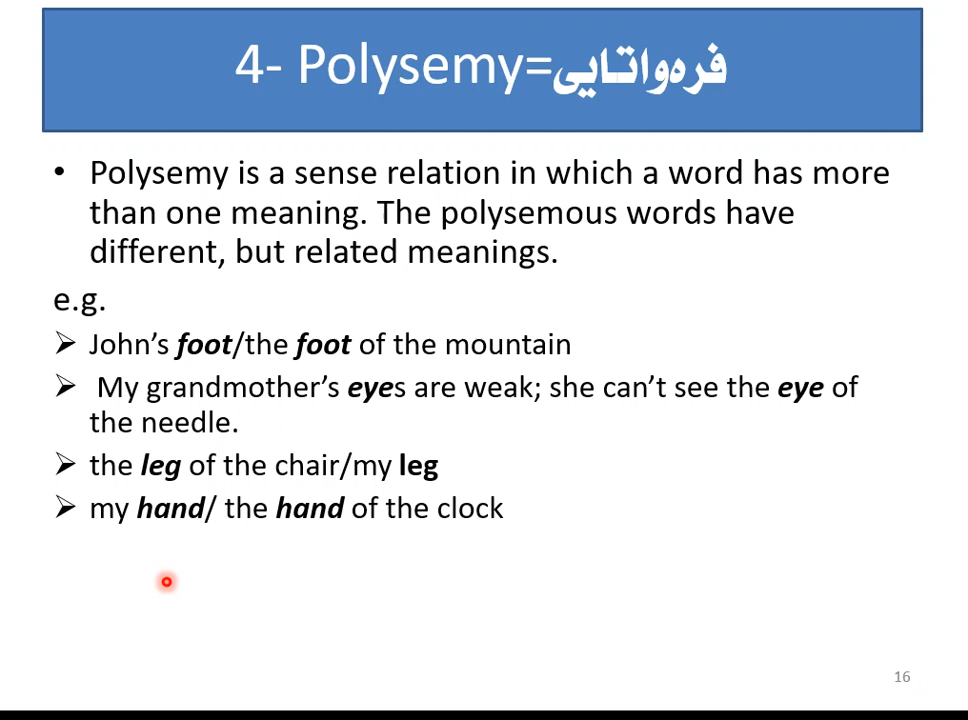 4- Polysemy=فرەواتایی
• Polysemy is a sense relation in which a word has more
than one meaning. The polysemous words have
different, but related meanings.
e.g.
➢ John’s foot/the foot of the mountain
➢ My grandmother’s eyes are weak; she can’t see the eye of
the needle.
➢ the leg of the chair/my leg
➢ my hand/ the hand of the clock
16